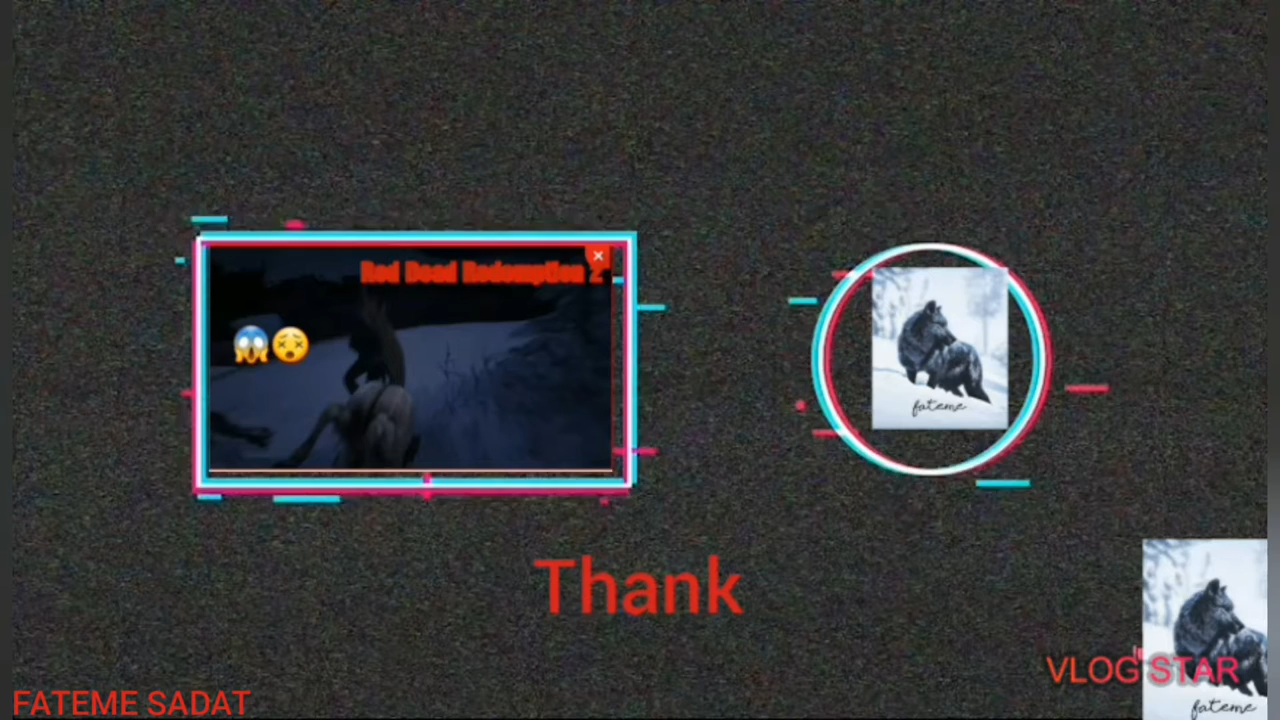 Red Dead Redemption 2
fateme
Thank
VLOG STAR
fateme
FATEME SADAT